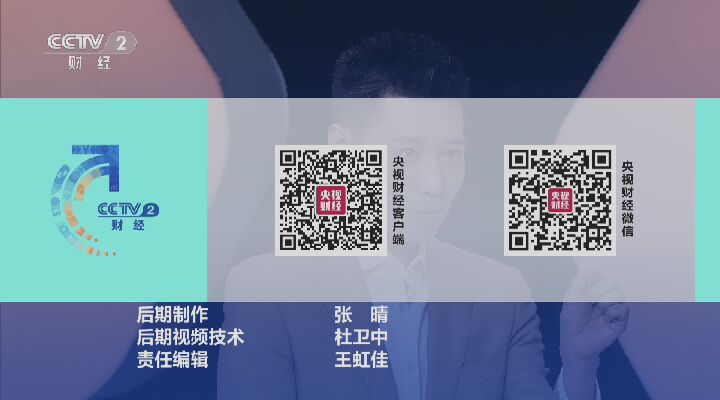 CCTV 2
财 经
CCTV 2
财 经
央视
财经
央视财经客户端
央视
财经
央视财经微信
后期制作 张 晴
后期视频技术 杜卫中
责任编辑 王虹佳